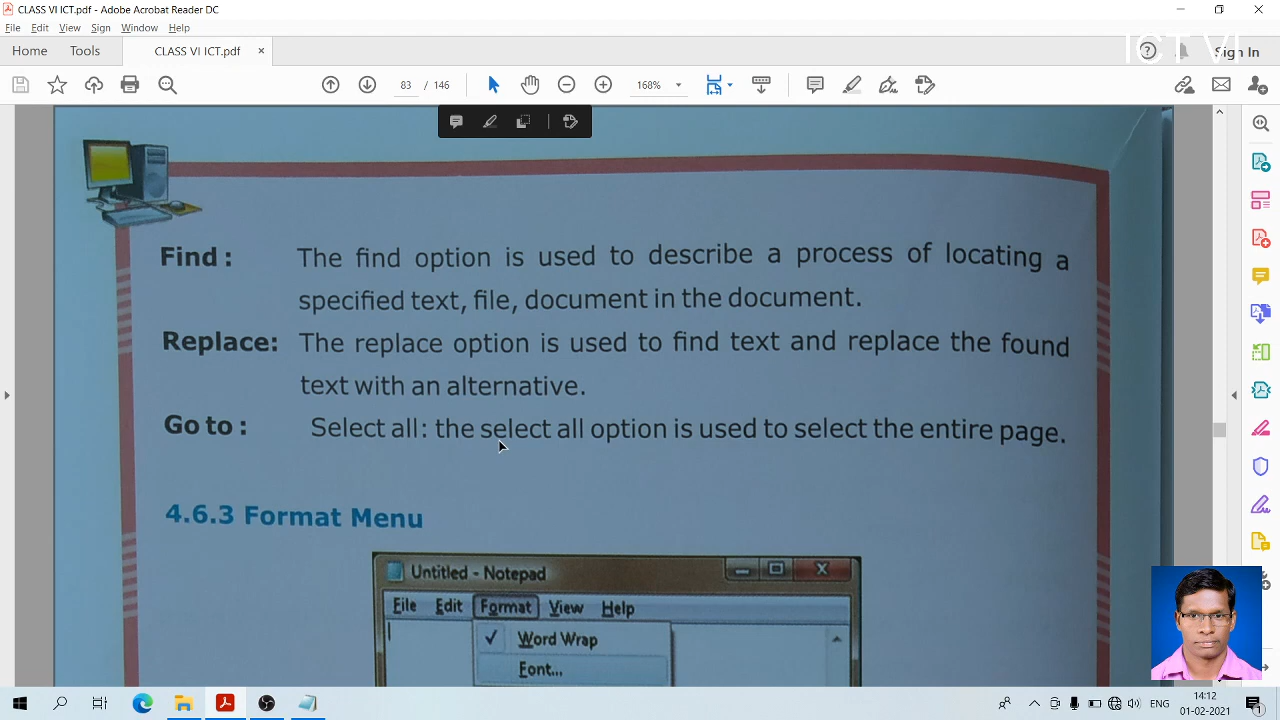 CLASS VI ICT.pdf - Adobe Acrobat Reader DC
File Edit View Sign Window Help
ICT VI
Home Tools CLASS VI ICT.pdf × Sign In
83 / 146 168%
Find : The find option is used to describe a process of locating a
specified text, file, document in the document.
Replace: The replace option is used to find text and replace the found
text with an alternative.
Go to : Select all: the select all option is used to select the entire page.
4.6.3 Format Menu
Untitled - Notepad
File Edit Format View Help
Word Wrap
Font...
ENG
14:12
01-02-2021
1